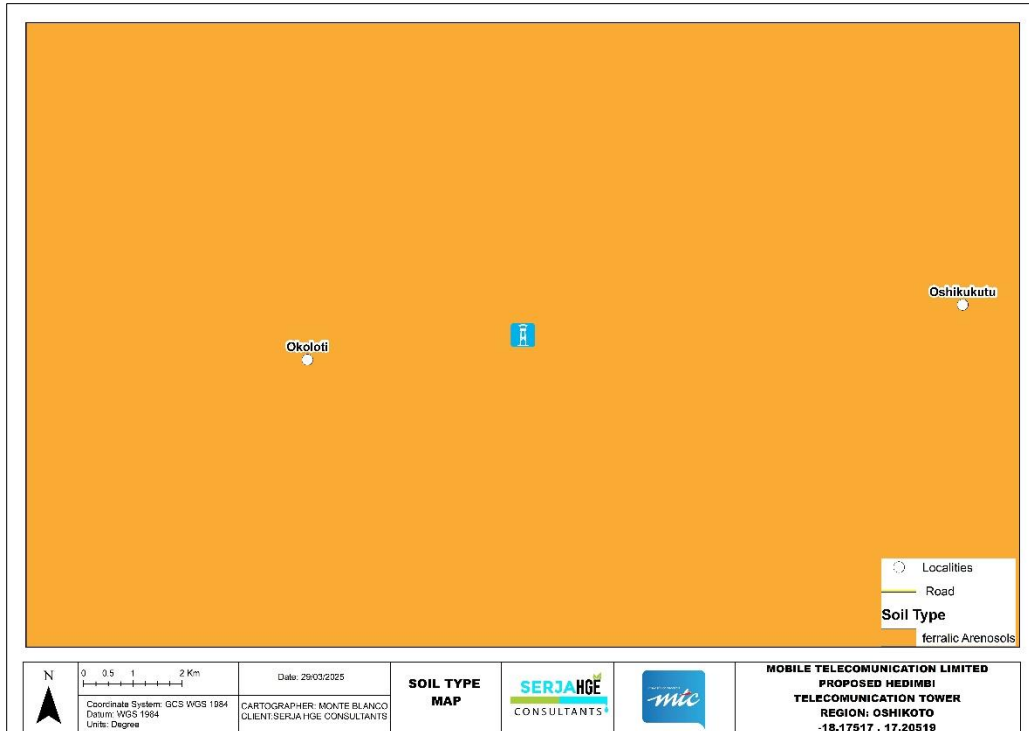 Oshikukutu
Okoloti
Localities
Road
Soil Type
ferralic Arenosols
N
0 0.5 1 2 Km
Coordinate System: GCS WGS 1984
Datum: WGS 1984
Units: Degree
Date: 29/03/2025
CARTOGRAPHER: MONTE BLANCO
CLIENT:SERJA HGE CONSULTANTS
SOIL TYPE
MAP
SERJAHGE
CONSULTANTS
mtc
MOBILE TELECOMUNICATION LIMITED
PROPOSED HEDIMBI
TELECOMUNICATION TOWER
REGION: OSHIKOTO
-18.17517 , 17.20519